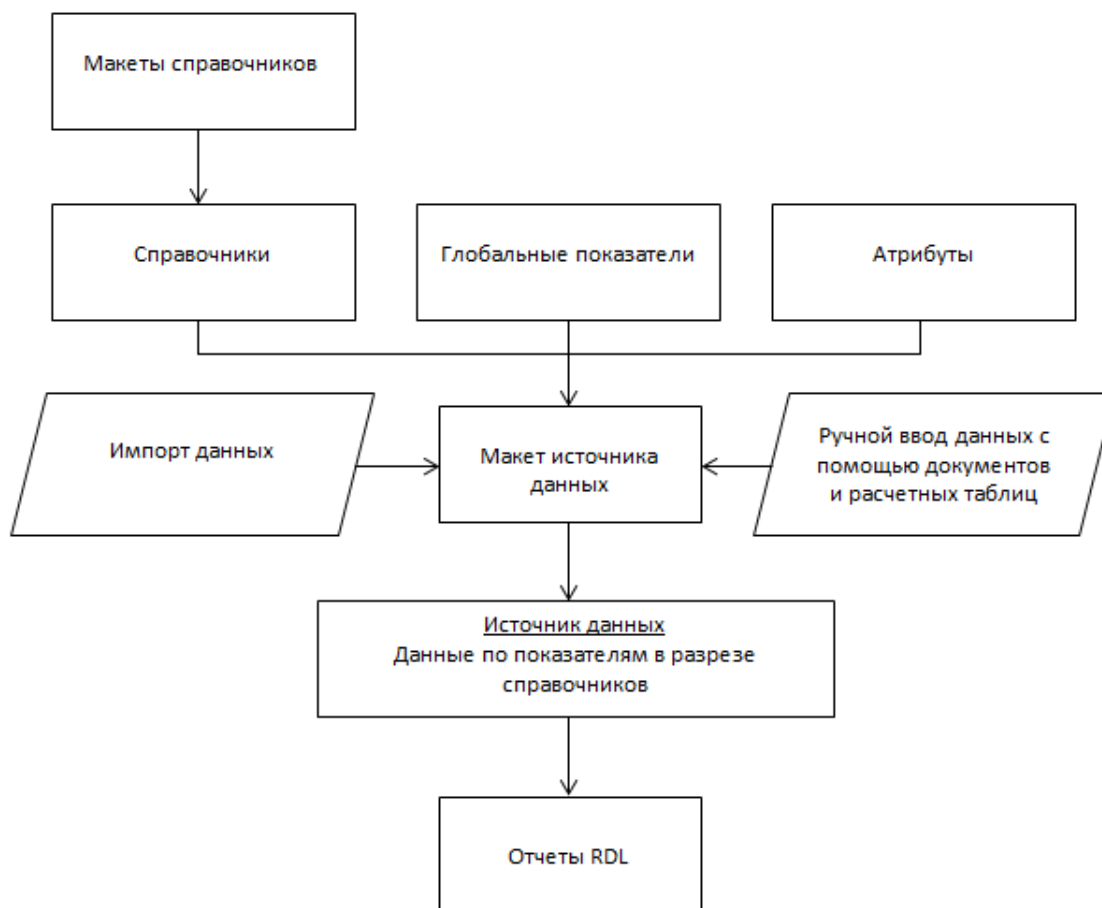 Макеты справочников
Справочники
Глобальные показатели
Атрибуты
Импорт данных
Макет источника
данных
Ручной ввод данных с
помощью документов
и расчетных таблиц
Источник данных
Данные по показателям в разрезе
справочников
Отчеты RDL